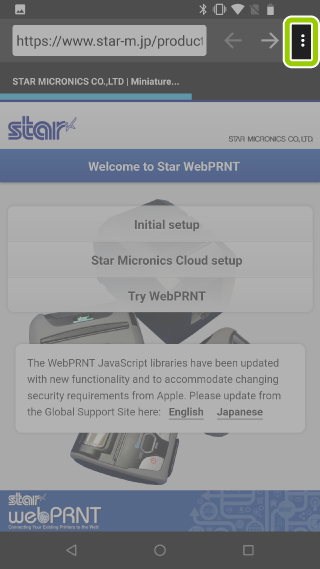 https://www.star-m.jp/product
STAR MICRONICS CO.,LTD | Miniature...
star
STAR MICRONICS CO.,LTD.
Welcome to Star WebPRNT
Initial setup
Star Micronics Cloud setup
Try WebPRNT
The WebPRNT JavaScript libraries have been updated
with new functionality and to accommodate changing
security requirements from Apple. Please update from
the Global Support Site here: English Japanese
star
webPRNT
Connecting Your Existing Printers to the Web